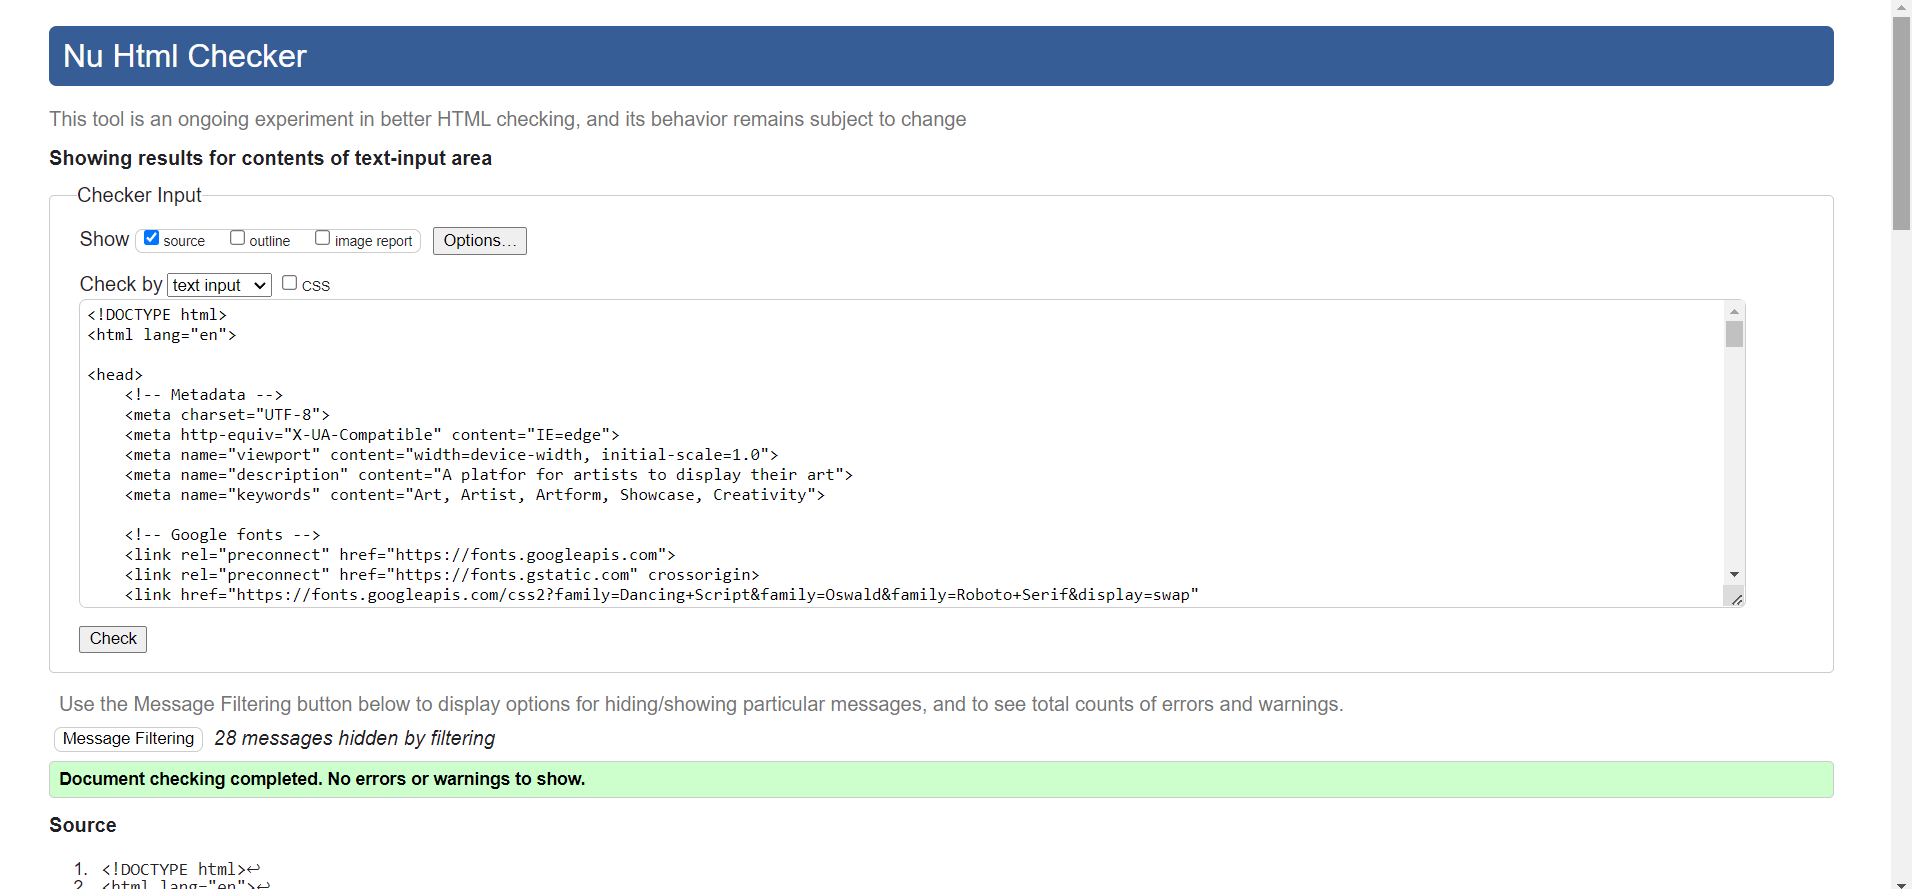 Nu Html Checker
This tool is an ongoing experiment in better HTML checking, and its behavior remains subject to change
Showing results for contents of text-input area
Checker Input
Show source outline image report Options…
Check by text input CSS
<!DOCTYPE html>
<html lang="en">
<head>
<!-- Metadata -->
<meta charset="UTF-8">
<meta http-equiv="X-UA-Compatible" content="IE=edge">
<meta name="viewport" content="width=device-width, initial-scale=1.0">
<meta name="description" content="A platfor for artists to display their art">
<meta name="keywords" content="Art, Artist, Artform, Showcase, Creativity">
<!-- Google fonts -->
<link rel="preconnect" href="https://fonts.googleapis.com">
<link rel="preconnect" href="https://fonts.gstatic.com" crossorigin>
<link href="https://fonts.googleapis.com/css2?family=Dancing+Script&family=Oswald&family=Roboto+Serif&display=swap"
Check
Use the Message Filtering button below to display options for hiding/showing particular messages, and to see total counts of errors and warnings.
Message Filtering 28 messages hidden by filtering
Document checking completed. No errors or warnings to show.
Source
1. <!DOCTYPE html>↩
2. <html lang="en">↩